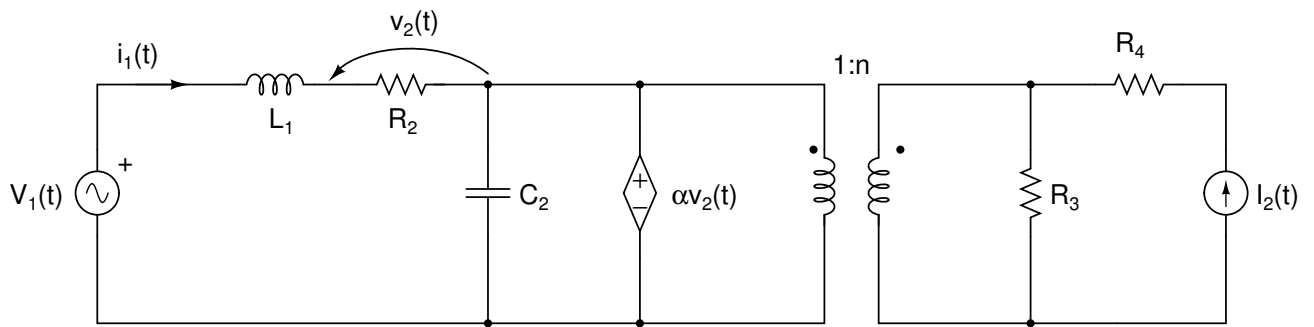 v₂(t)
i₁(t)
R₄
1:n
L₁
R₂
+
V₁(t)
C₂
+
−
αv₂(t)
R₃
I₂(t)